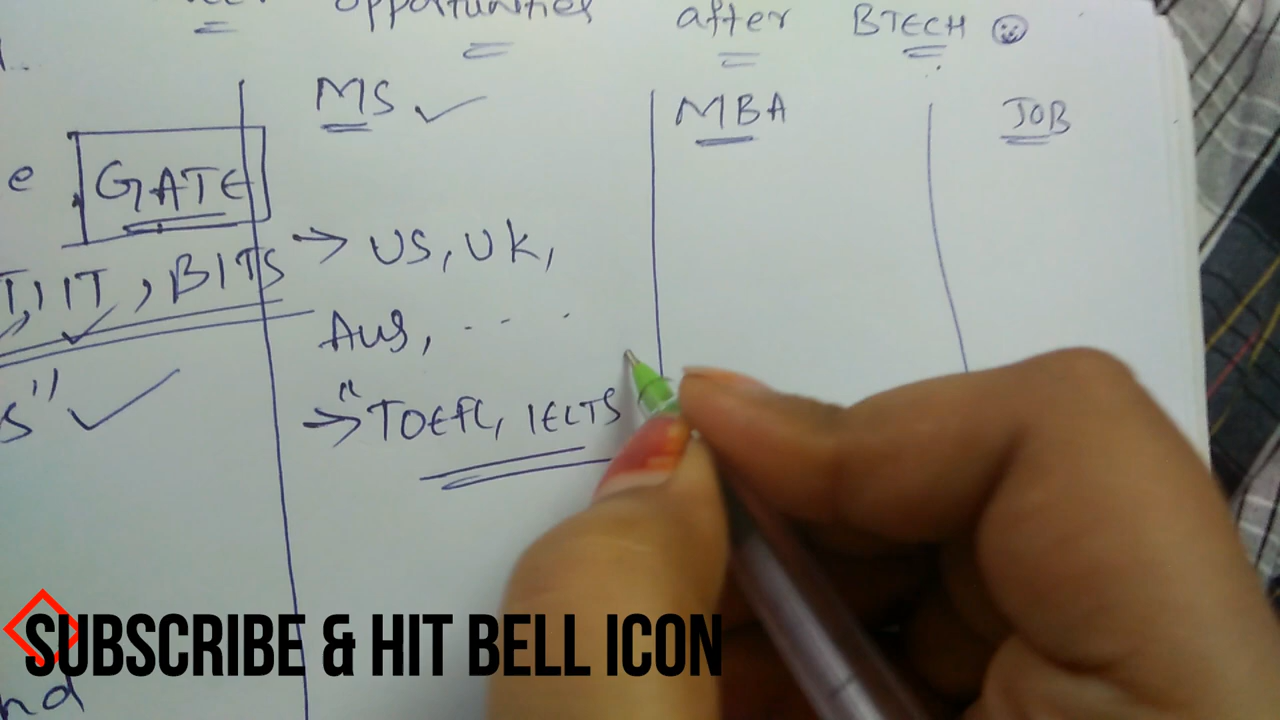 opportunities after BTECH
MS MBA JOB
e GATE
→ US, UK,
IIT, BITS
Aus, - - -
s"
→ "TOEFL, IELTS
SUBSCRIBE & HIT BELL ICON
nd